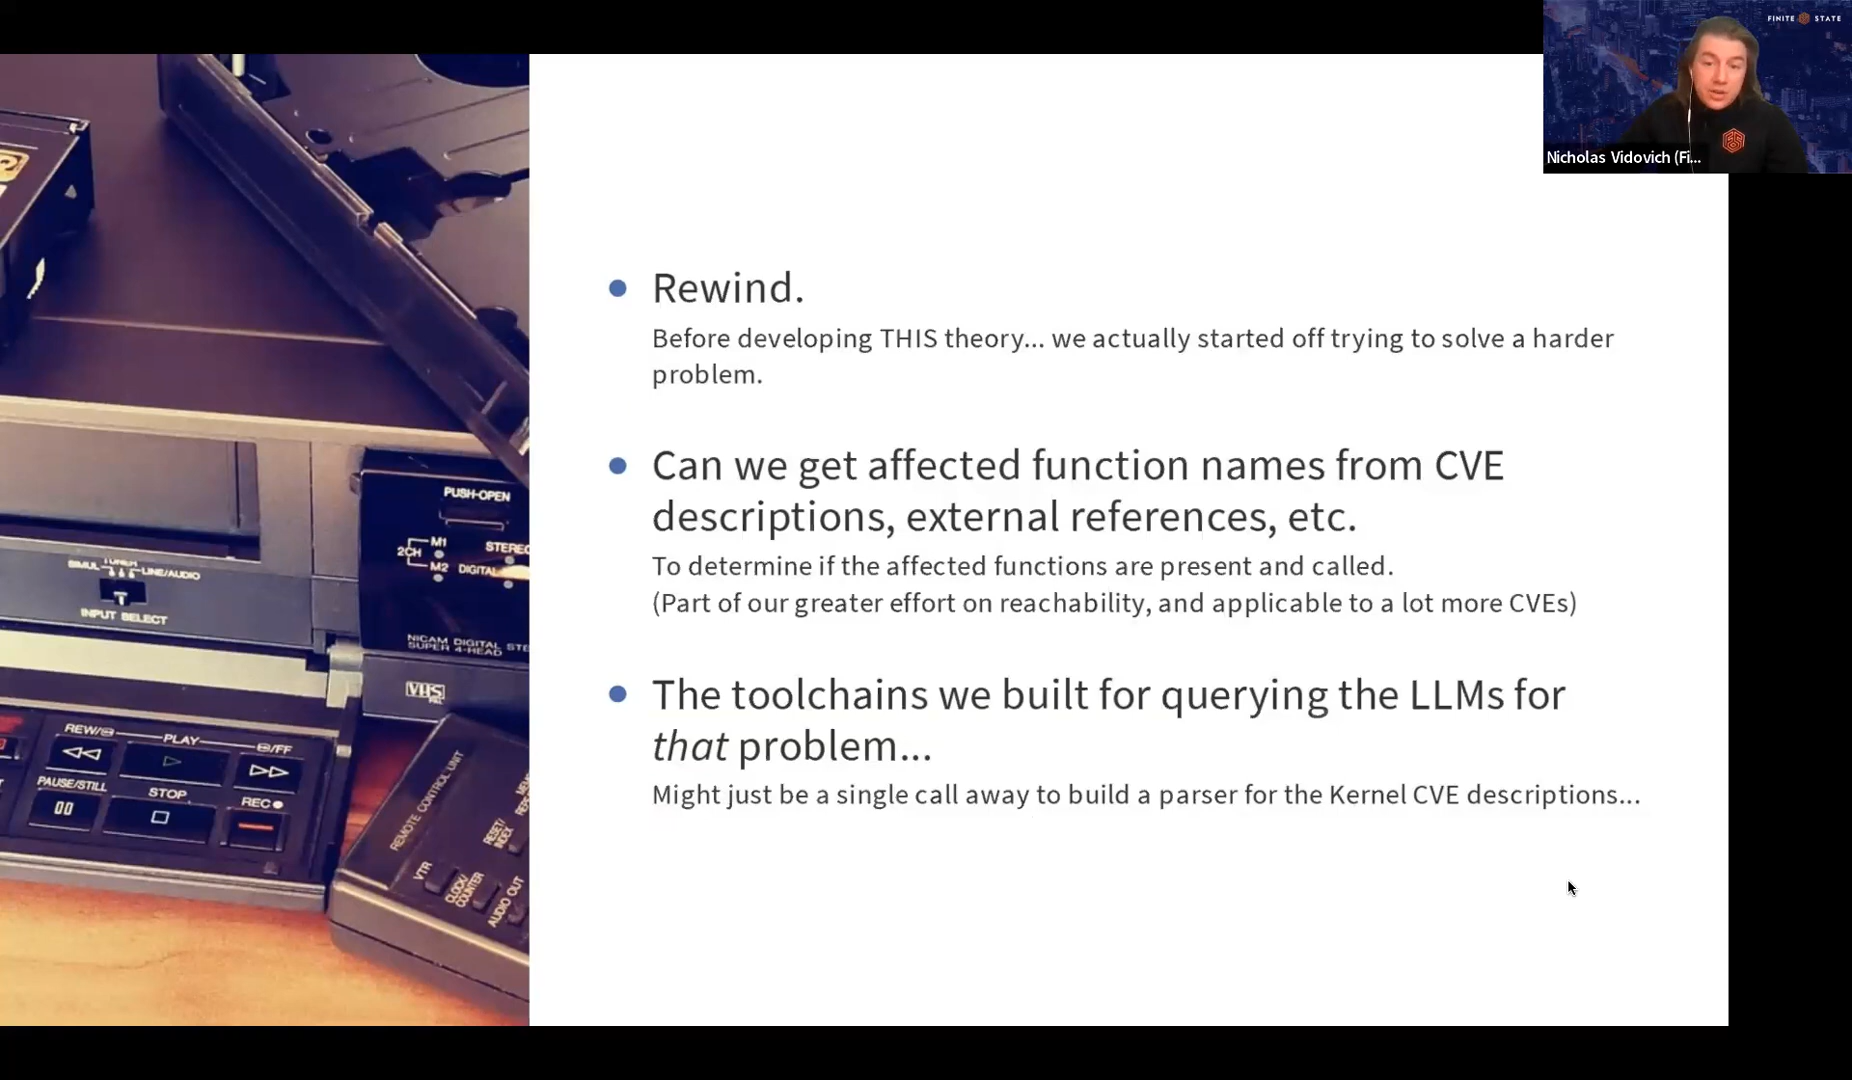 FINITE STATE
Nicholas Vidovich (Fi...
Rewind.
Before developing THIS theory... we actually started off trying to solve a harder
problem.
Can we get affected function names from CVE
descriptions, external references, etc.
To determine if the affected functions are present and called.
(Part of our greater effort on reachability, and applicable to a lot more CVEs)
The toolchains we built for querying the LLMs for
that problem...
Might just be a single call away to build a parser for the Kernel CVE descriptions...
PUSH-OPEN
2CH
M1
M2
STEREO
DIGITAL
SIMUL
TUNER
LINE/AUDIO
INPUT SELECT
NICAM DIGITAL STE
SUPER 4-HEAD
VHS
REW/
PLAY
/FF
PAUSE/STILL
STOP
REC
REMOTE CONTROL UNIT
VTR
CLOCK/
COUNTER
RESET/
INDEX
AUDIO OUT